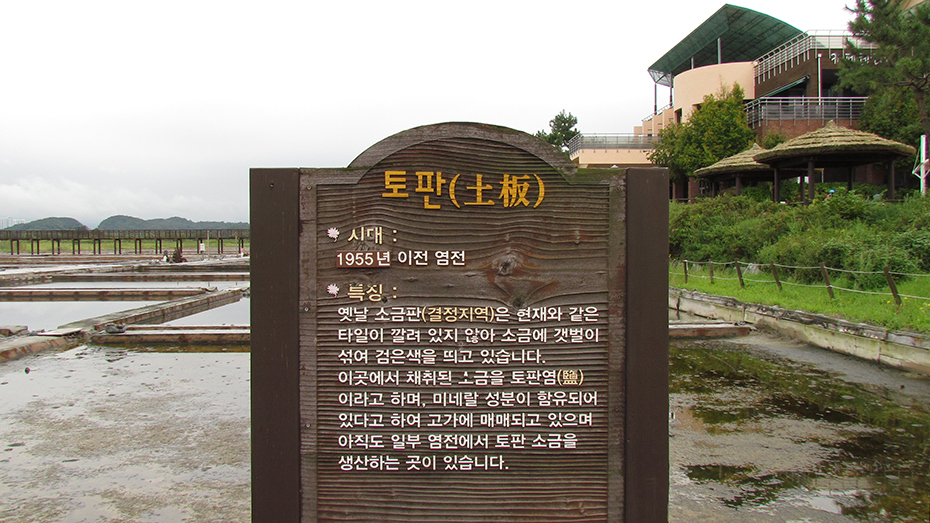 토판(土板)
시대 :
1955년 이전 염전
특징 :
옛날 소금판(결정지역)은 현재와 같은
타일이 깔려 있지 않아 소금에 갯벌이
섞여 검은색을 띄고 있습니다.
이곳에서 채취된 소금을 토판염(鹽)
이라고 하며, 미네랄 성분이 함유되어
있다고 하여 고가에 매매되고 있으며
아직도 일부 염전에서 토판 소금을
생산하는 곳이 있습니다.